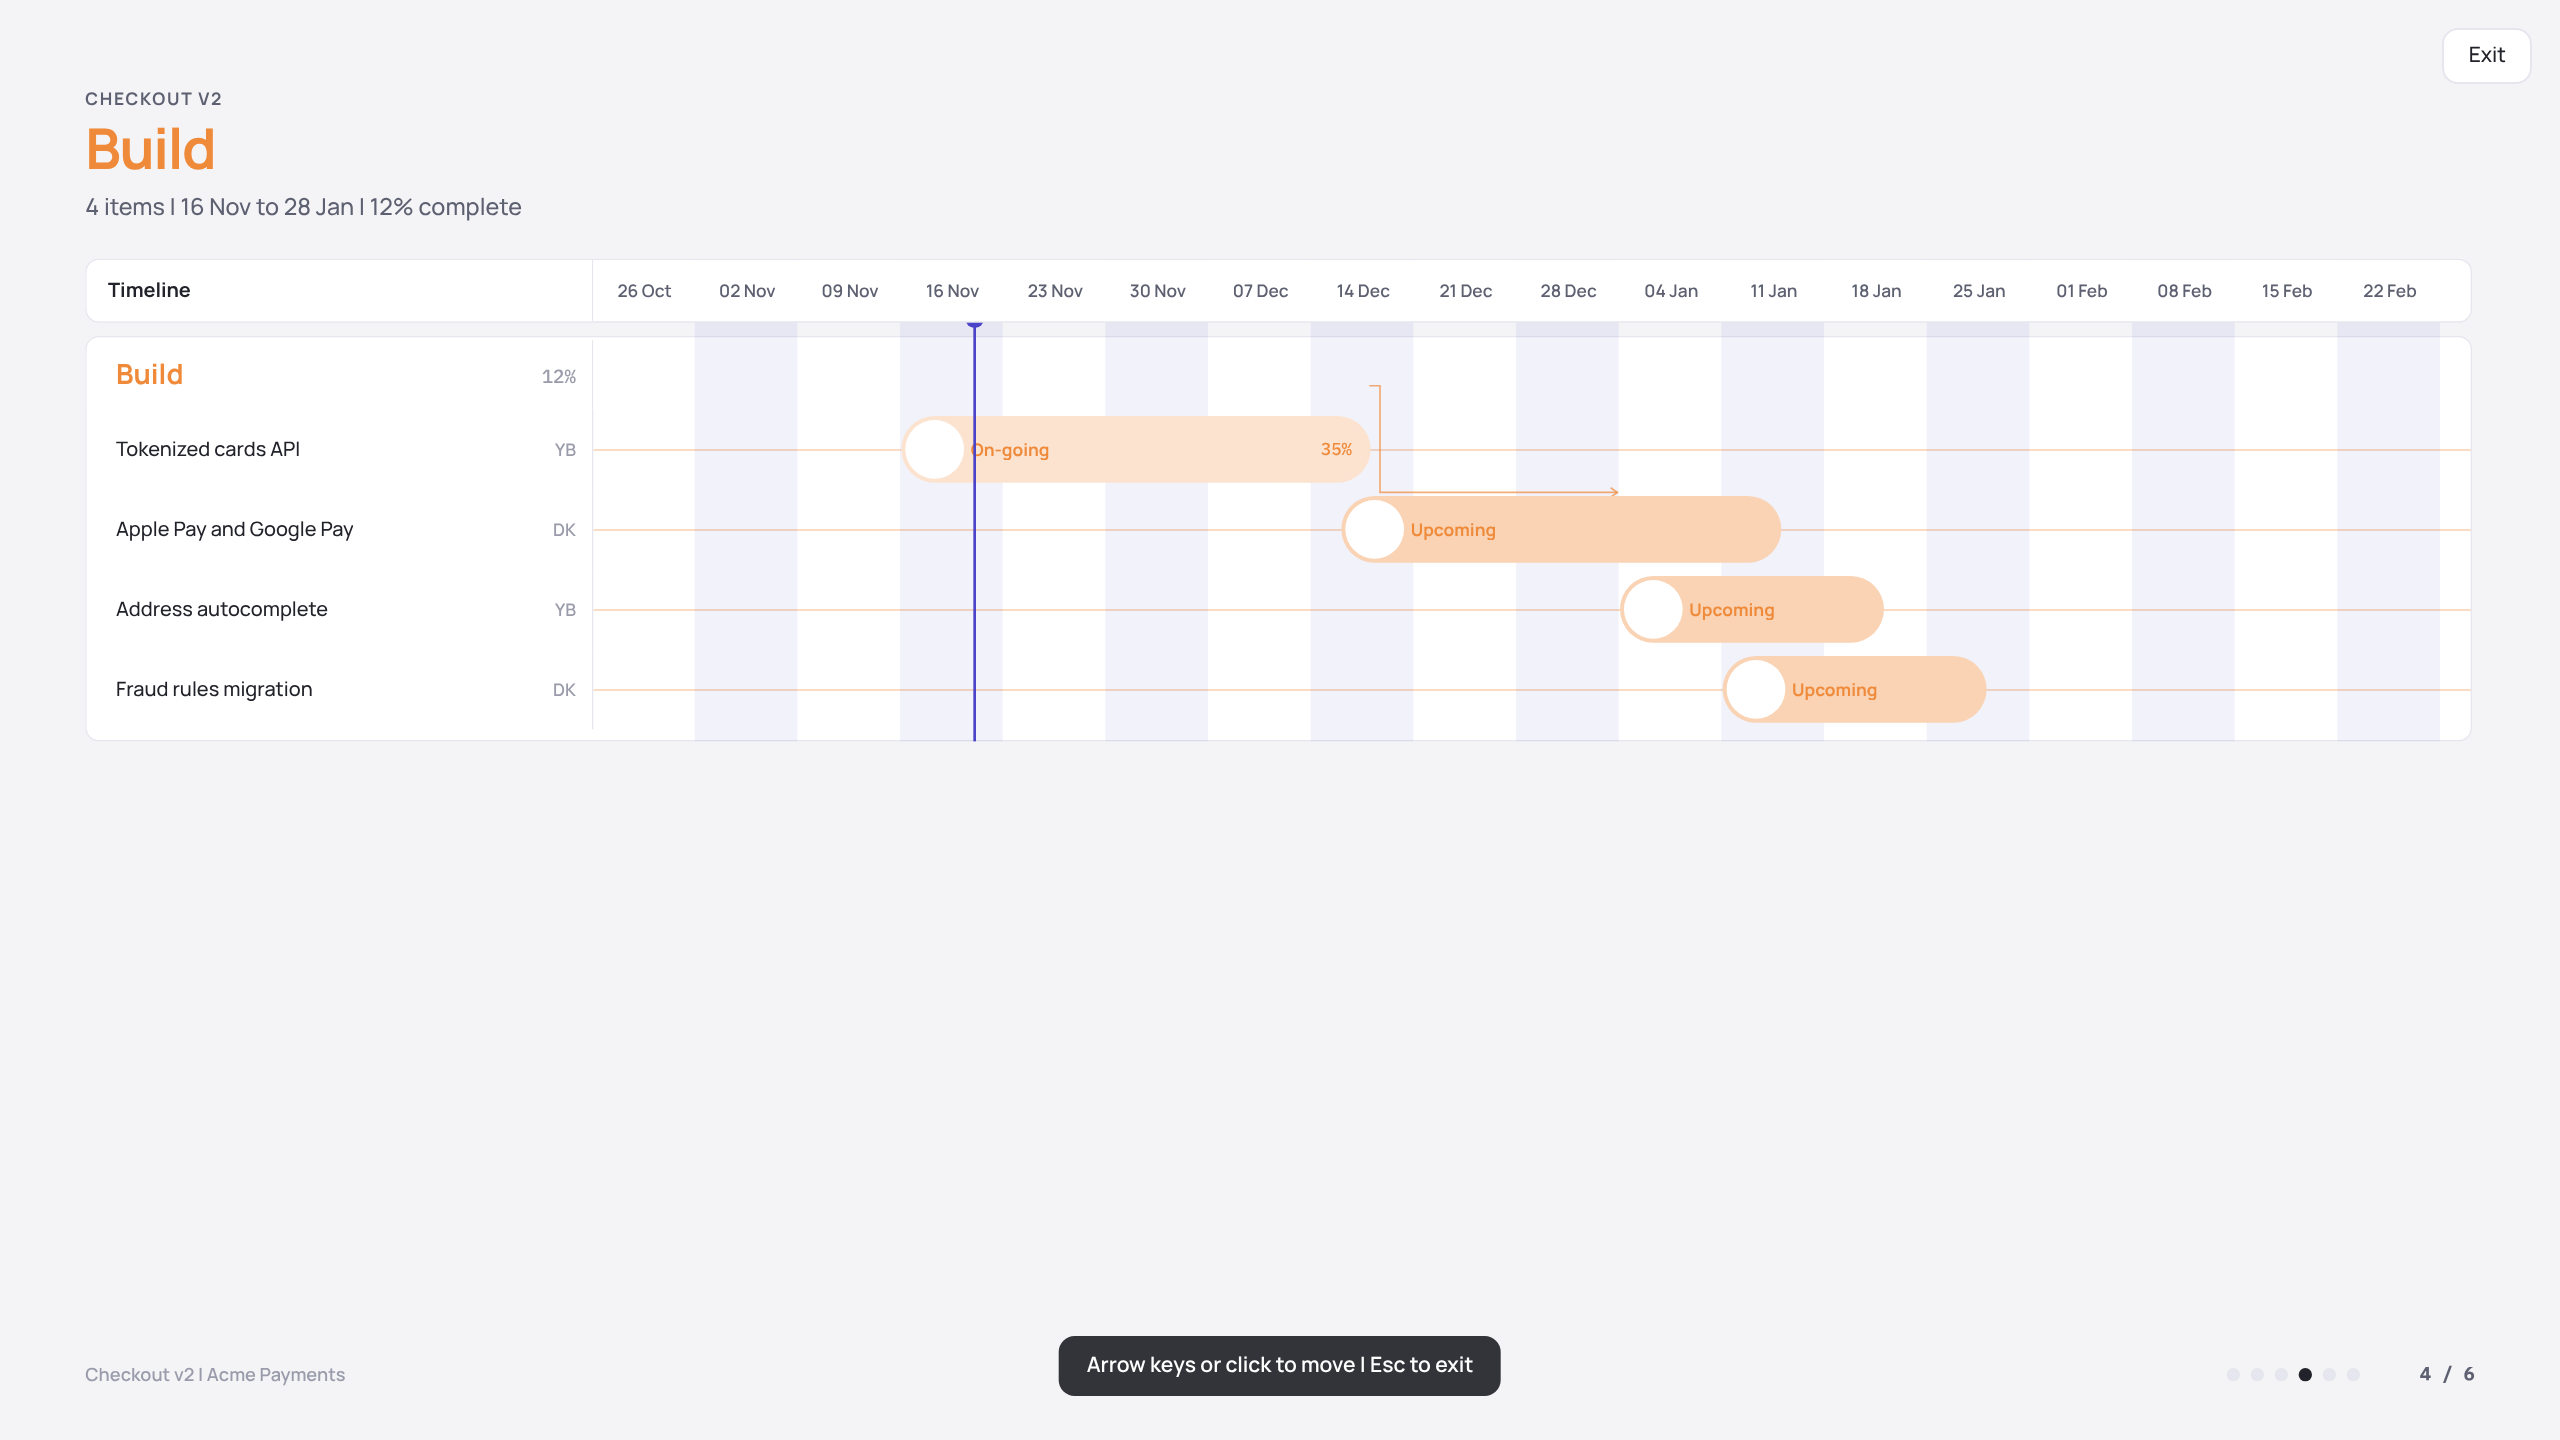 Exit
CHECKOUT V2
Build
4 items | 16 Nov to 28 Jan | 12% complete
Timeline 26 Oct 02 Nov 09 Nov 16 Nov 23 Nov 30 Nov 07 Dec 14 Dec 21 Dec 28 Dec 04 Jan 11 Jan 18 Jan 25 Jan 01 Feb 08 Feb 15 Feb 22 Feb
Build 12%
Tokenized cards API YB On-going 35%
Apple Pay and Google Pay DK Upcoming
Address autocomplete YB Upcoming
Fraud rules migration DK Upcoming
Checkout v2 | Acme Payments
Arrow keys or click to move | Esc to exit
4 / 6